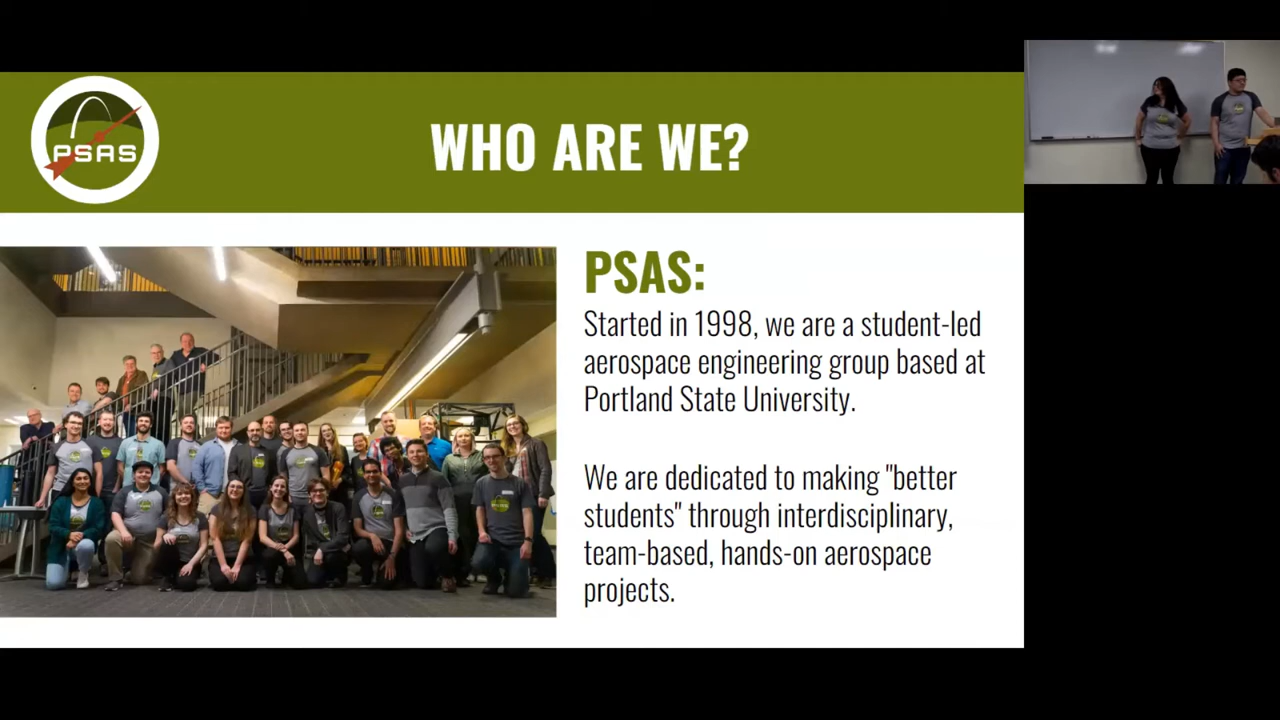 PSAS
WHO ARE WE?
PSAS:
Started in 1998, we are a student-led
aerospace engineering group based at
Portland State University.
We are dedicated to making "better
students" through interdisciplinary,
team-based, hands-on aerospace
projects.